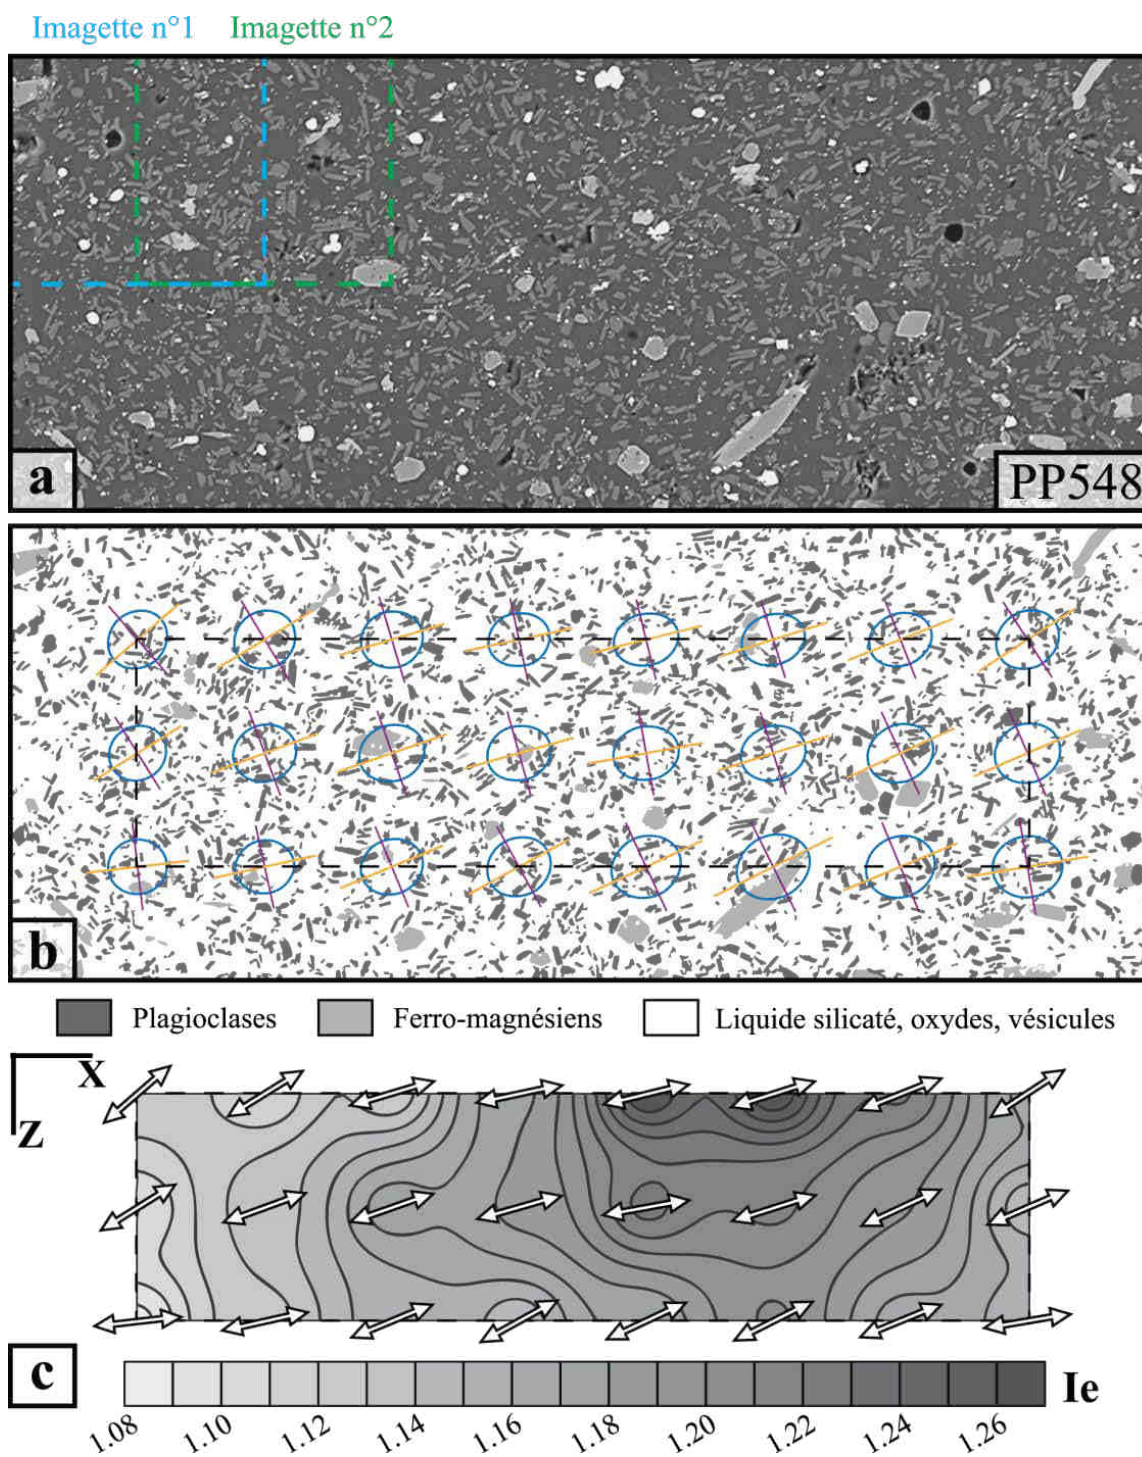 Imagette n°1 Imagette n°2
a
PP548
b
Plagioclases Ferro-magnésiens Liquide silicaté, oxydes, vésicules
X
Z
c
Ie
1.08 1.10 1.12 1.14 1.16 1.18 1.20 1.22 1.24 1.26